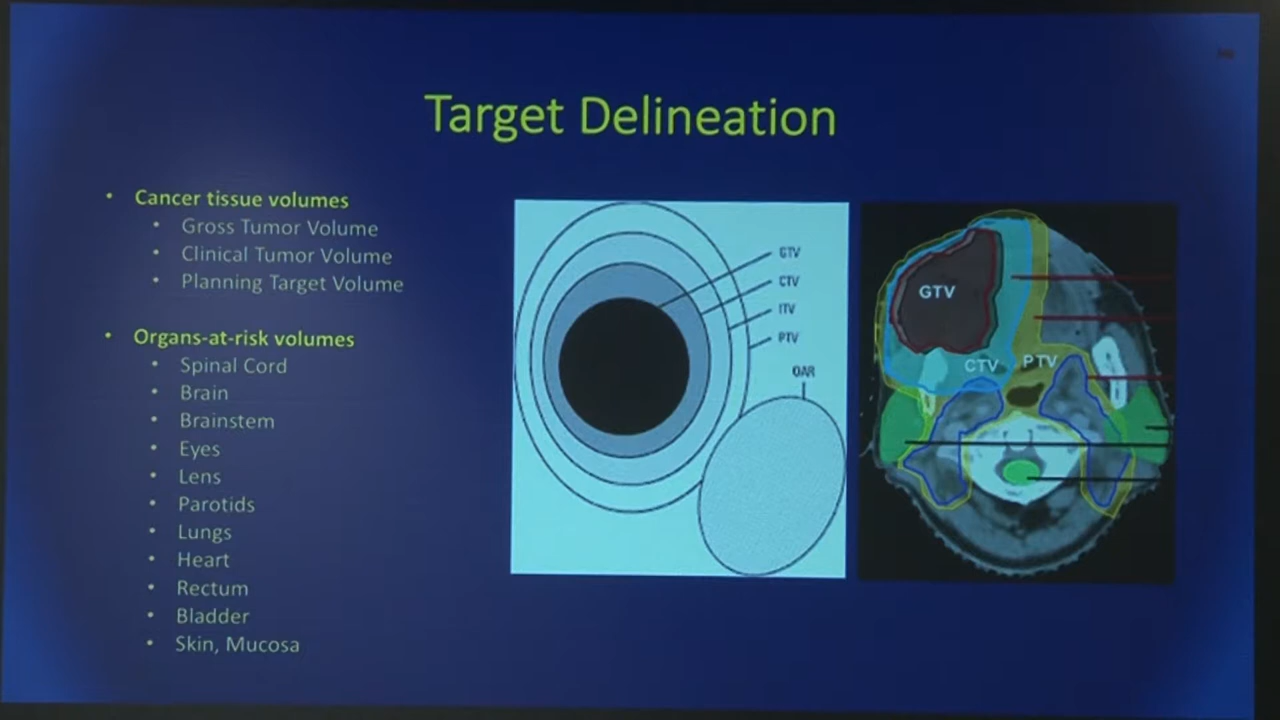 Target Delineation
• Cancer tissue volumes
• Gross Tumor Volume
• Clinical Tumor Volume
• Planning Target Volume
• Organs-at-risk volumes
• Spinal Cord
• Brain
• Brainstem
• Eyes
• Lens
• Parotids
• Lungs
• Heart
• Rectum
• Bladder
• Skin, Mucosa
GTV
CTV
ITV
PTV
OAR
GTV
CTV
PTV